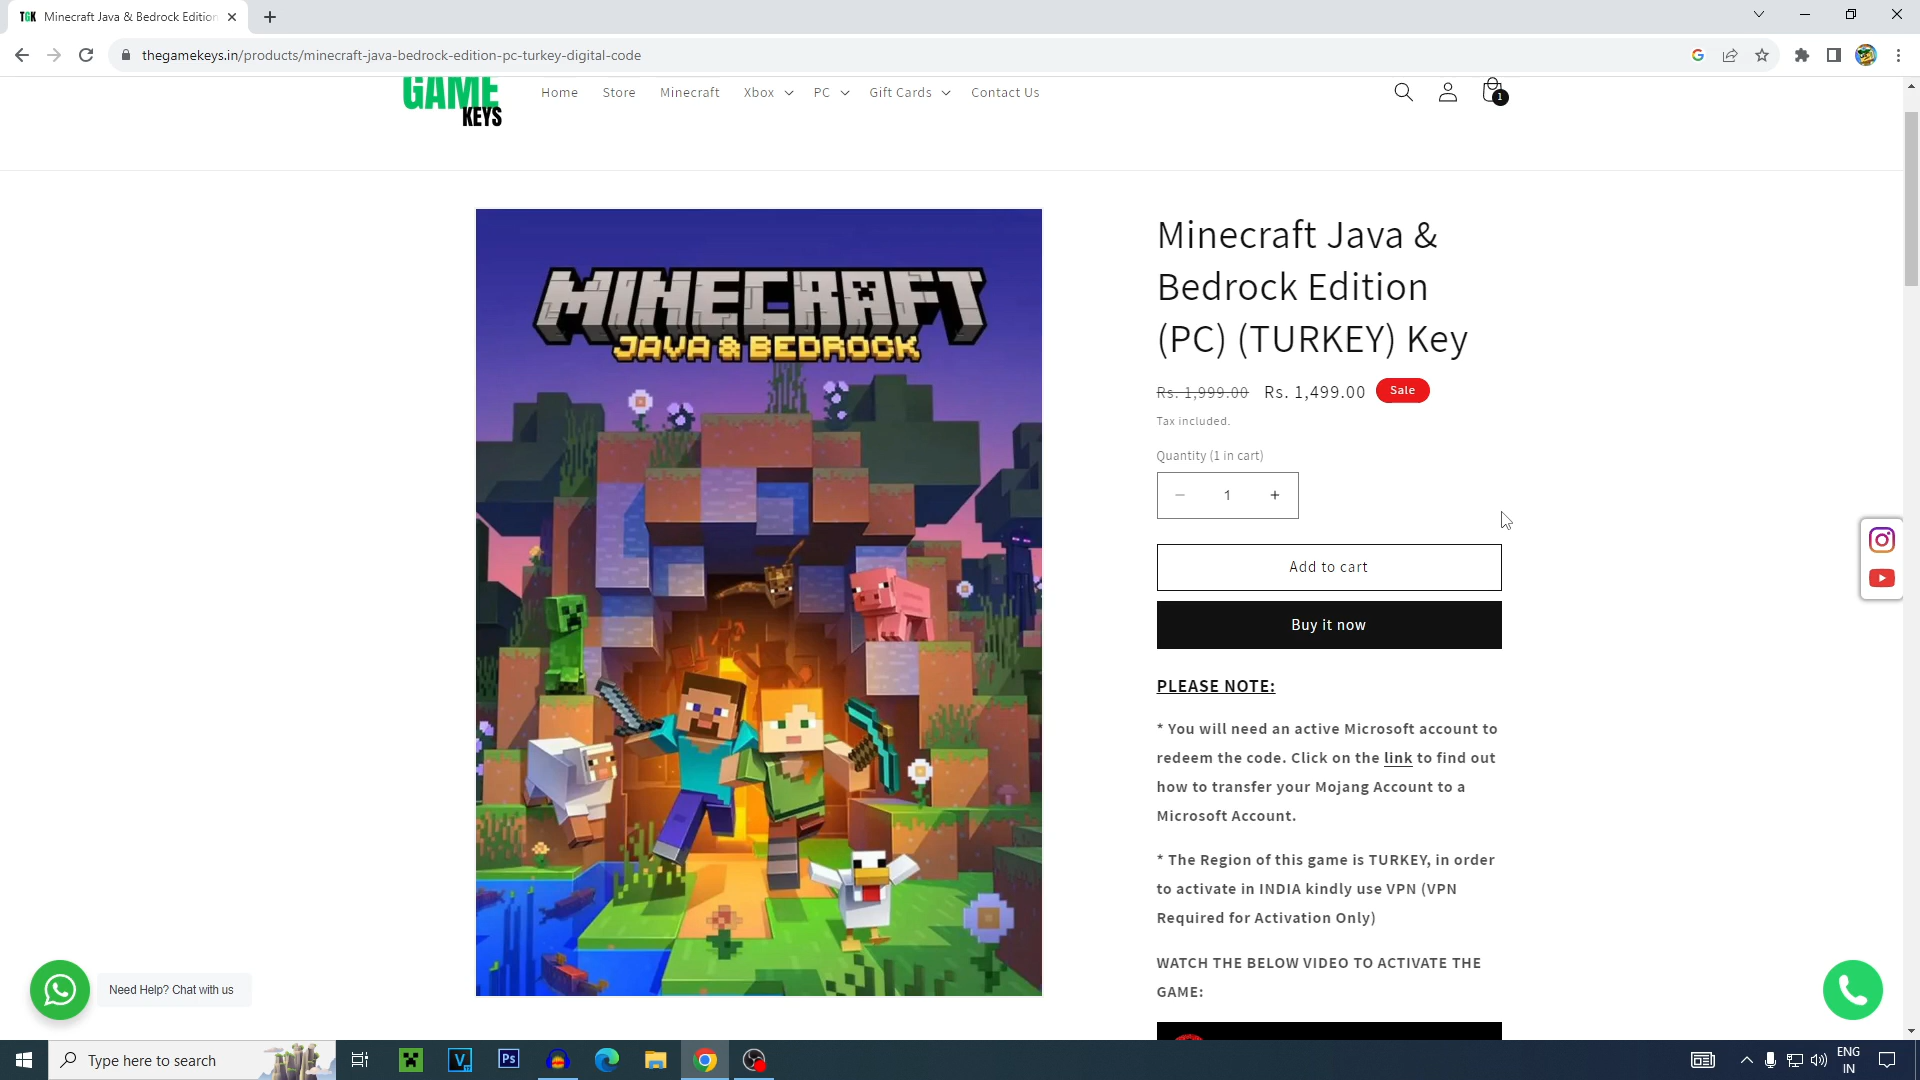 TGK Minecraft Java & Bedrock Edition
thegamekeys.in/products/minecraft-java-bedrock-edition-pc-turkey-digital-code
GAME
KEYS
Home
Store
Minecraft
Xbox
PC
Gift Cards
Contact Us
1
MINECRAFT
JAVA & BEDROCK
Minecraft Java &
Bedrock Edition
(PC) (TURKEY) Key
Rs. 1,999.00 Rs. 1,499.00 Sale
Tax included.
Quantity (1 in cart)
− 1 +
Add to cart
Buy it now
PLEASE NOTE:
* You will need an active Microsoft account to
redeem the code. Click on the link to find out
how to transfer your Mojang Account to a
Microsoft Account.
* The Region of this game is TURKEY, in order
to activate in INDIA kindly use VPN (VPN
Required for Activation Only)
WATCH THE BELOW VIDEO TO ACTIVATE THE
GAME:
Need Help? Chat with us
Type here to search
V
Ps
ENG
IN